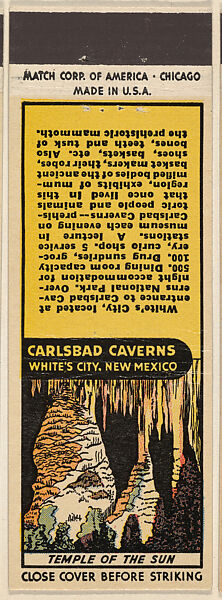 MATCH CORP. OF AMERICA · CHICAGO
MADE IN U.S.A.
White's City, located at
entrance to Carlsbad Cav-
erns National Park. Over-
night accommodation for
500. Dining room capacity
100. Drug sundries, groc-
ery, curio shop. 5 service
stations. A lecture in
museum each evening on
Carlsbad Caverns -- prehis-
toric people and animals
that once lived in this
region, exhibits of mum-
mified bodies of the ancient
basket makers, their robes,
shoes, baskets, etc. Also
bones, teeth and tusk of
the prehistoric mammoth.
CARLSBAD CAVERNS
WHITE'S CITY, NEW MEXICO
TEMPLE OF THE SUN
CLOSE COVER BEFORE STRIKING